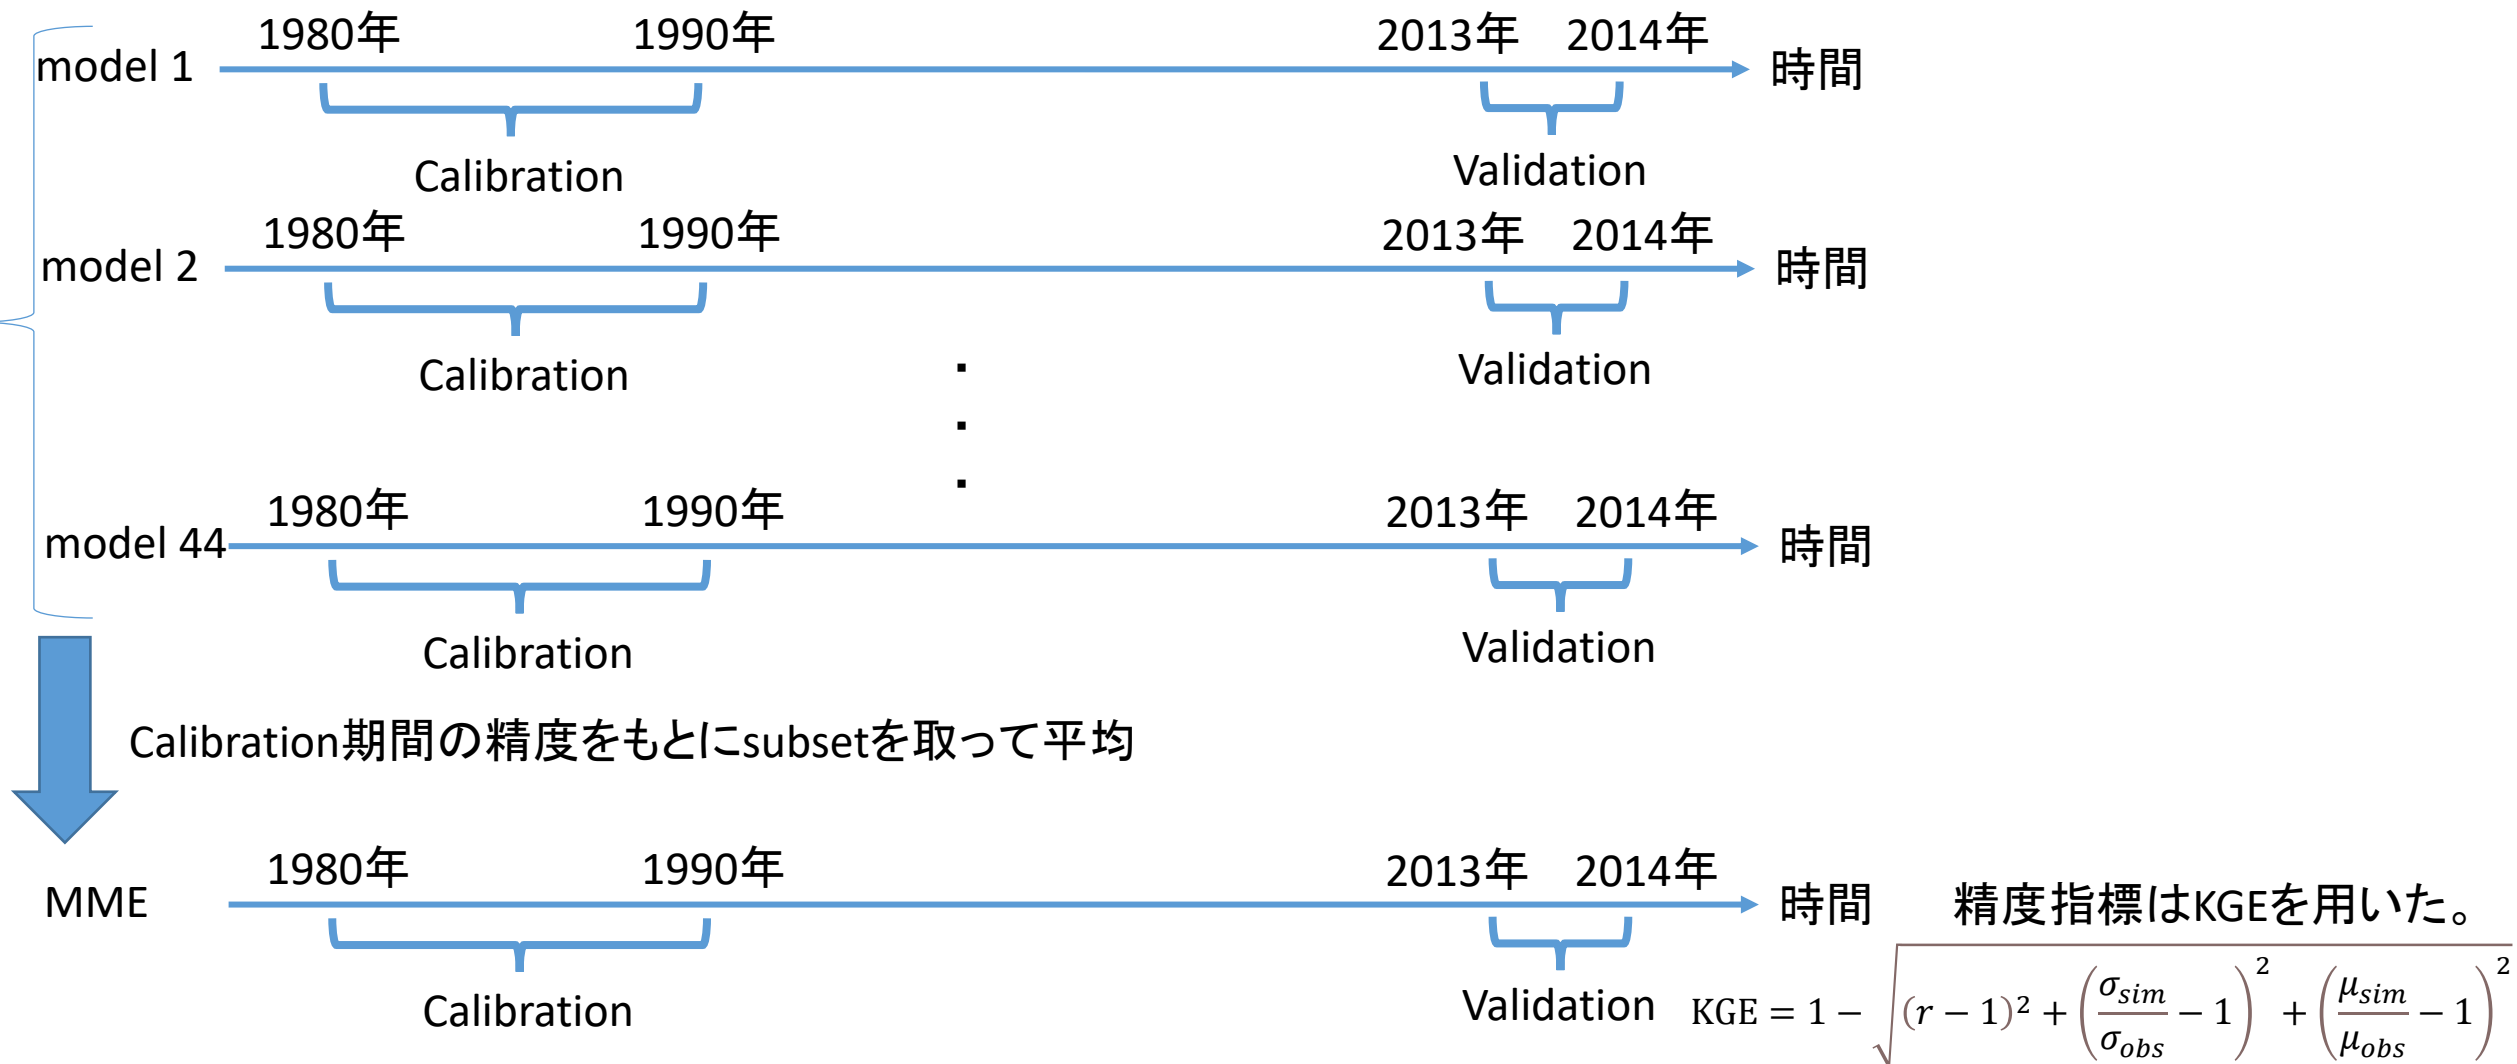 1980年 1990年 2013年 2014年
model 1 時間
Calibration Validation
1980年 1990年 2013年 2014年
model 2 時間
Calibration Validation
・
・
・
1980年 1990年 2013年 2014年
model 44 時間
Calibration Validation
Calibration期間の精度をもとにsubsetを取って平均
1980年 1990年 2013年 2014年
MME 時間 精度指標はKGEを用いた。
Calibration Validation
KGE = 1 − √((r − 1)² + (σ_sim/σ_obs − 1)² + (μ_sim/μ_obs − 1)²)